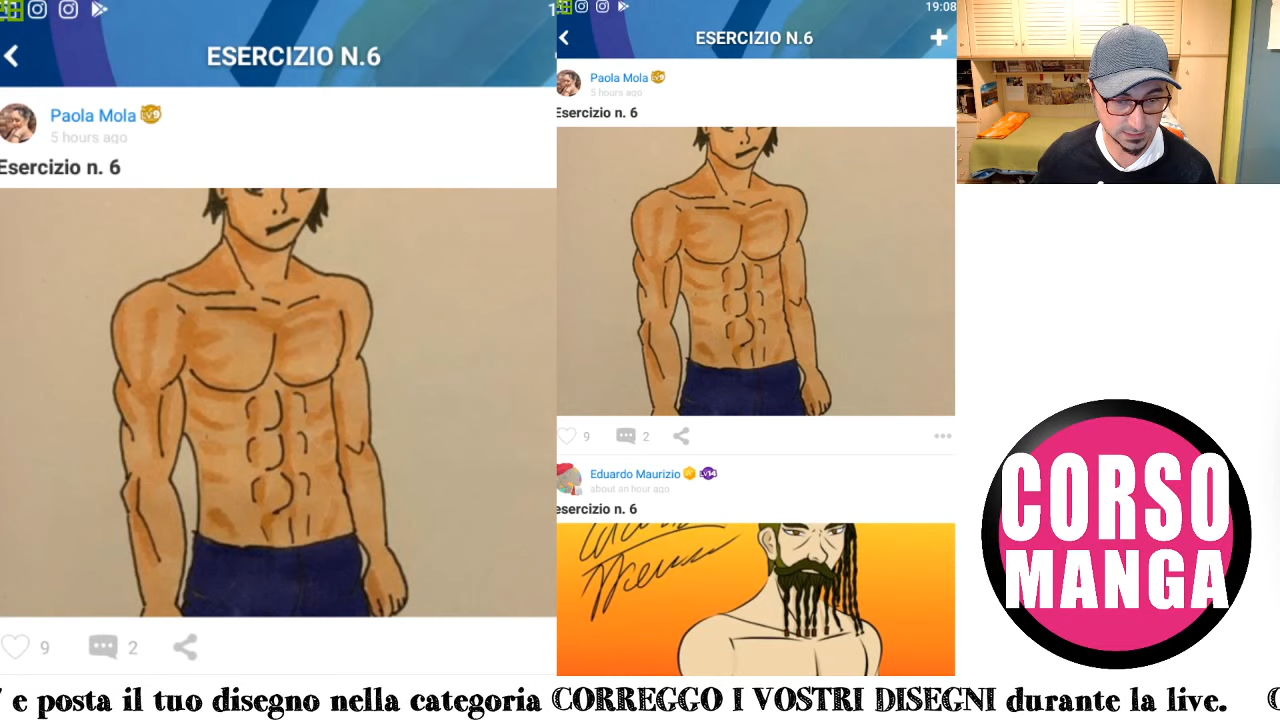 ESERCIZIO N.6
Paola Mola LV9
5 hours ago
Esercizio n. 6
9 2
19:08
ESERCIZIO N.6
Paola Mola
5 hours ago
Esercizio n. 6
9 2
Eduardo Maurizio LV14
about an hour ago
esercizio n. 6
CORSO
MANGA
e posta il tuo disegno nella categoria CORREGGO I VOSTRI DISEGNI durante la live.